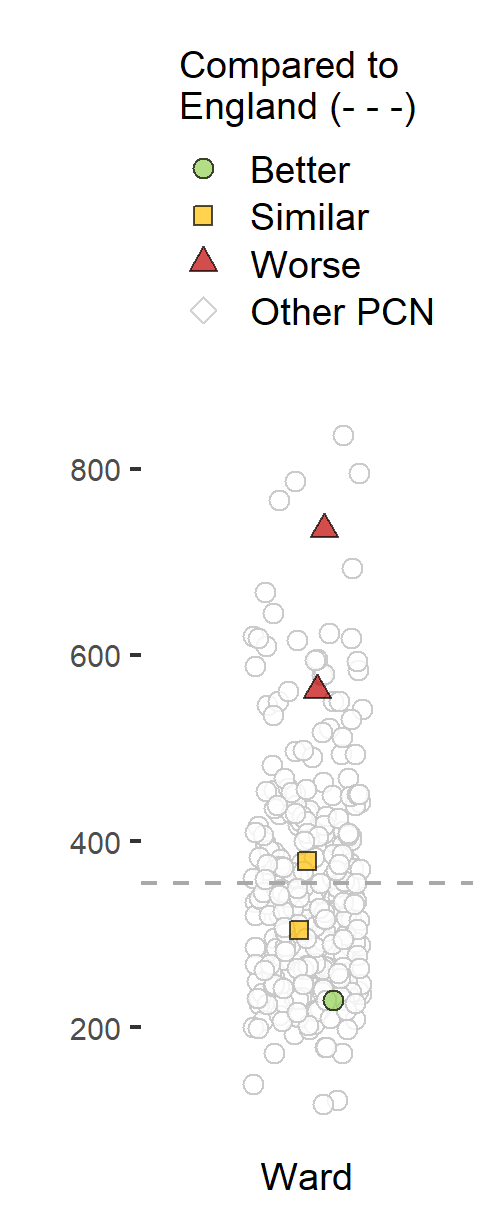 Compared to
England (- - -)
Better
Similar
Worse
Other PCN
800
600
400
200
Ward